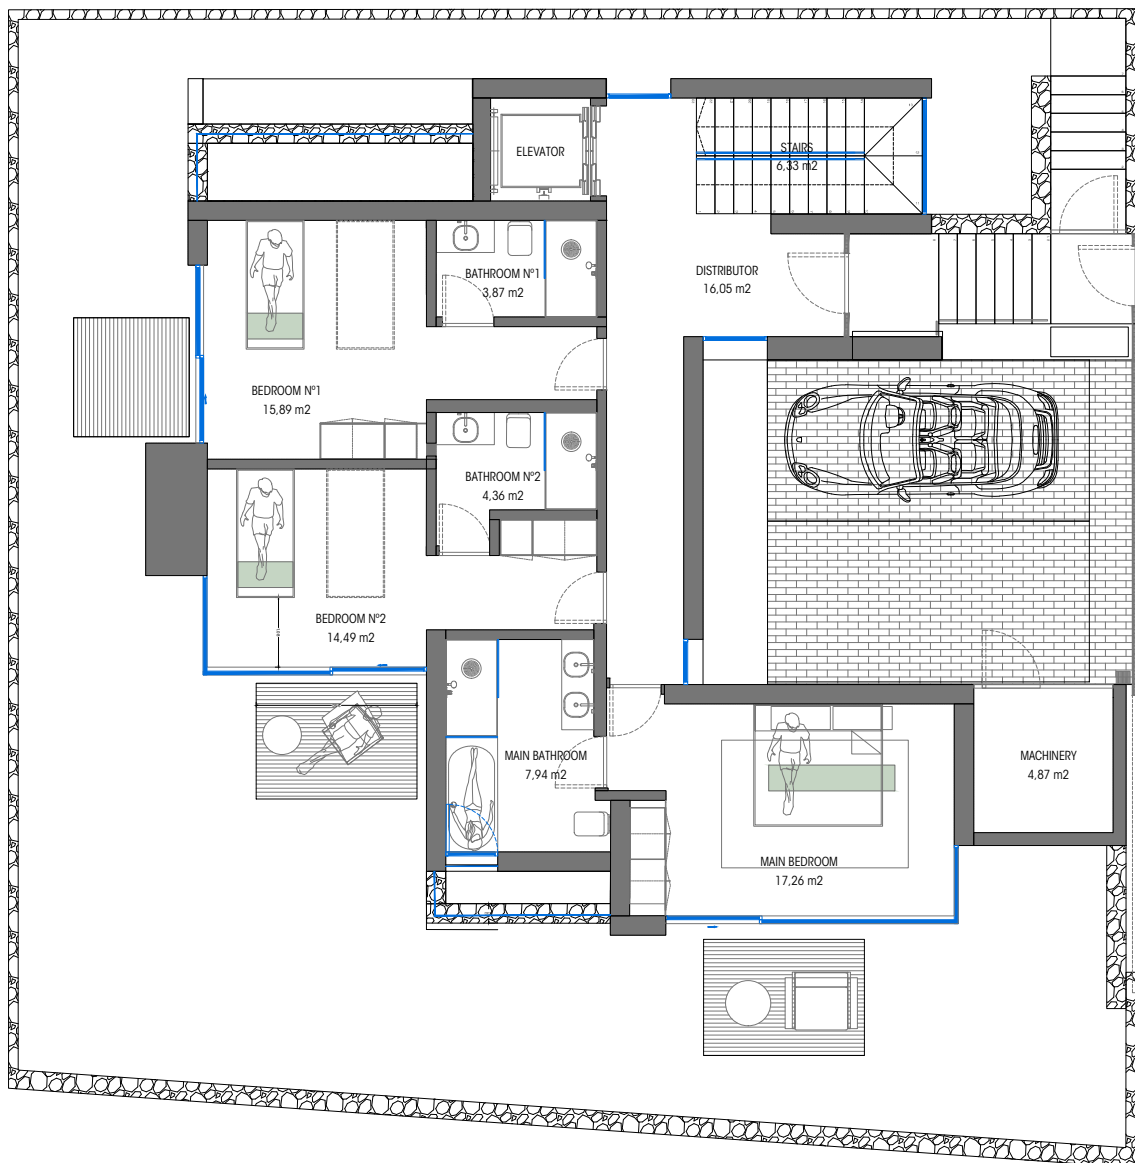 ELEVATOR
STAIRS
6,33 m2
BATHROOM Nº1
3,87 m2
DISTRIBUTOR
16,05 m2
BEDROOM Nº1
15,89 m2
BATHROOM Nº2
4,36 m2
BEDROOM Nº2
14,49 m2
MAIN BATHROOM
7,94 m2
MACHINERY
4,87 m2
MAIN BEDROOM
17,26 m2